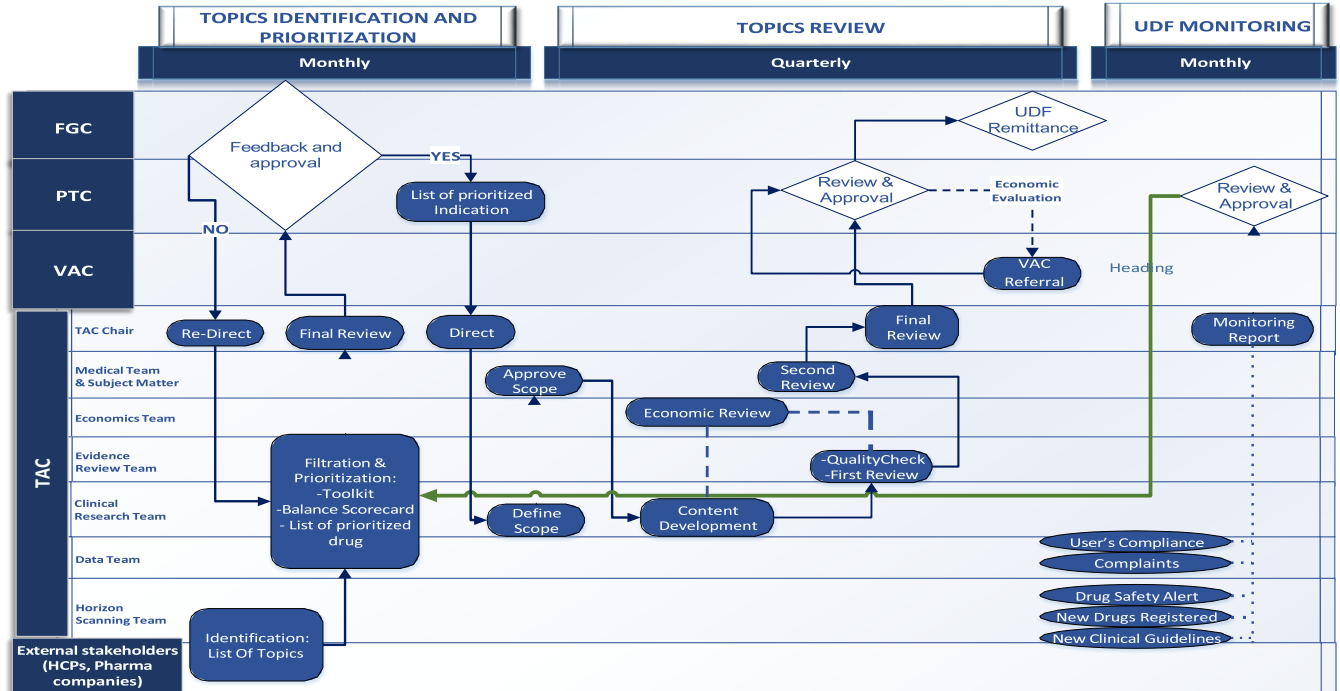 TOPICS IDENTIFICATION AND
PRIORITIZATION
TOPICS REVIEW
UDF MONITORING
Monthly
Quarterly
Monthly
FGC
PTC
VAC
TAC
TAC Chair
Medical Team
& Subject Matter
Economics Team
Evidence
Review Team
Clinical
Research Team
Data Team
Horizon
Scanning Team
External stakeholders
(HCPs, Pharma
companies)
Feedback and
approval
YES
NO
List of prioritized
Indication
Re-Direct
Final Review
Direct
Approve
Scope
Define
Scope
Filtration &
Prioritization:
-Toolkit
-Balance Scorecard
- List of prioritized
drug
Identification:
List Of Topics
UDF
Remittance
Review &
Approval
Economic
Evaluation
VAC
Referral
Final
Review
Second
Review
Economic Review
-QualityCheck
-First Review
Content
Development
Review &
Approval
Heading
Monitoring
Report
User's Compliance
Complaints
Drug Safety Alert
New Drugs Registered
New Clinical Guidelines